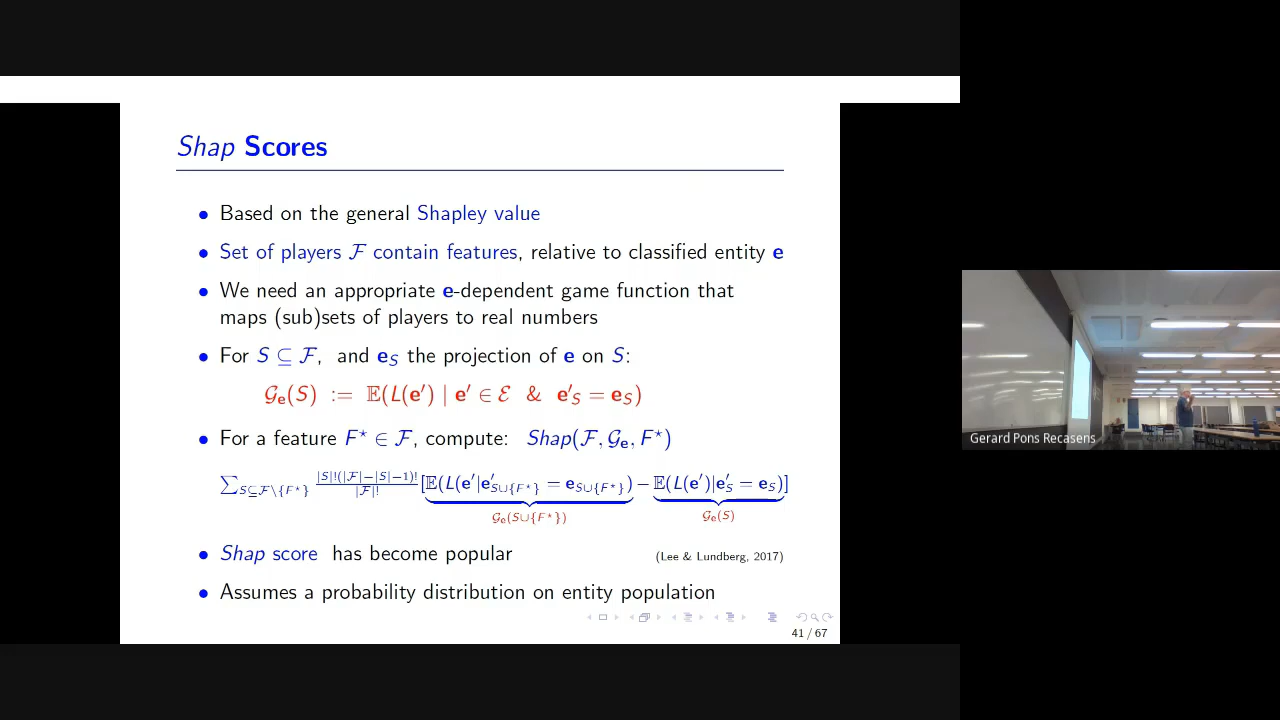 Shap Scores
• Based on the general Shapley value
• Set of players ℱ contain features, relative to classified entity e
• We need an appropriate e-dependent game function that
maps (sub)sets of players to real numbers
• For S ⊆ ℱ, and e_S the projection of e on S:
𝒢_e(S) := 𝔼(L(e′) | e′ ∈ ℰ & e′_S = e_S)
• For a feature F⋆ ∈ ℱ, compute: Shap(ℱ, 𝒢_e, F⋆)
∑_{S⊆ℱ\{F⋆}} |S|!(|ℱ|−|S|−1)!/|ℱ|! [𝔼(L(e′|e′_{S∪{F⋆}} = e_{S∪{F⋆}}) − 𝔼(L(e′)|e′_S = e_S)]
𝒢_e(S∪{F⋆}) 𝒢_e(S)
• Shap score has become popular (Lee & Lundberg, 2017)
• Assumes a probability distribution on entity population
41 / 67
Gerard Pons Recasens